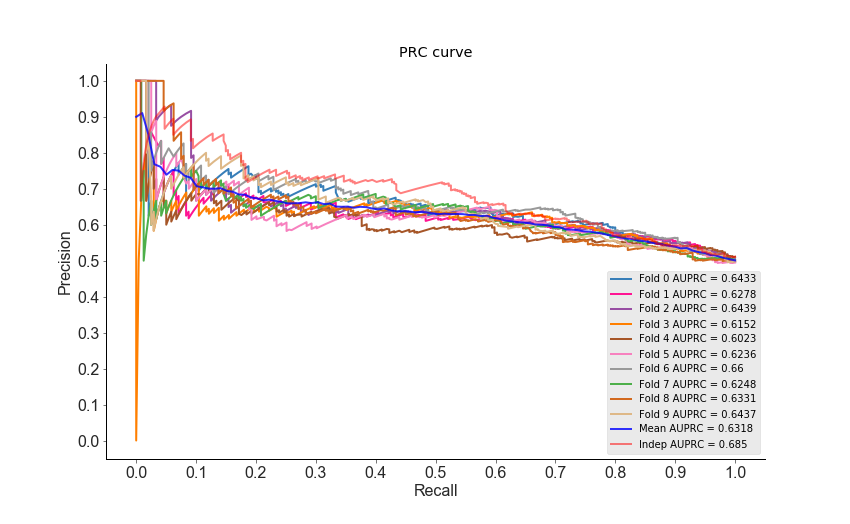 PRC curve
Precision
1.0
0.9
0.8
0.7
0.6
0.5
0.4
0.3
0.2
0.1
0.0
Fold 0 AUPRC = 0.6433
Fold 1 AUPRC = 0.6278
Fold 2 AUPRC = 0.6439
Fold 3 AUPRC = 0.6152
Fold 4 AUPRC = 0.6023
Fold 5 AUPRC = 0.6236
Fold 6 AUPRC = 0.66
Fold 7 AUPRC = 0.6248
Fold 8 AUPRC = 0.6331
Fold 9 AUPRC = 0.6437
Mean AUPRC = 0.6318
Indep AUPRC = 0.685
0.0 0.1 0.2 0.3 0.4 0.5 0.6 0.7 0.8 0.9 1.0
Recall